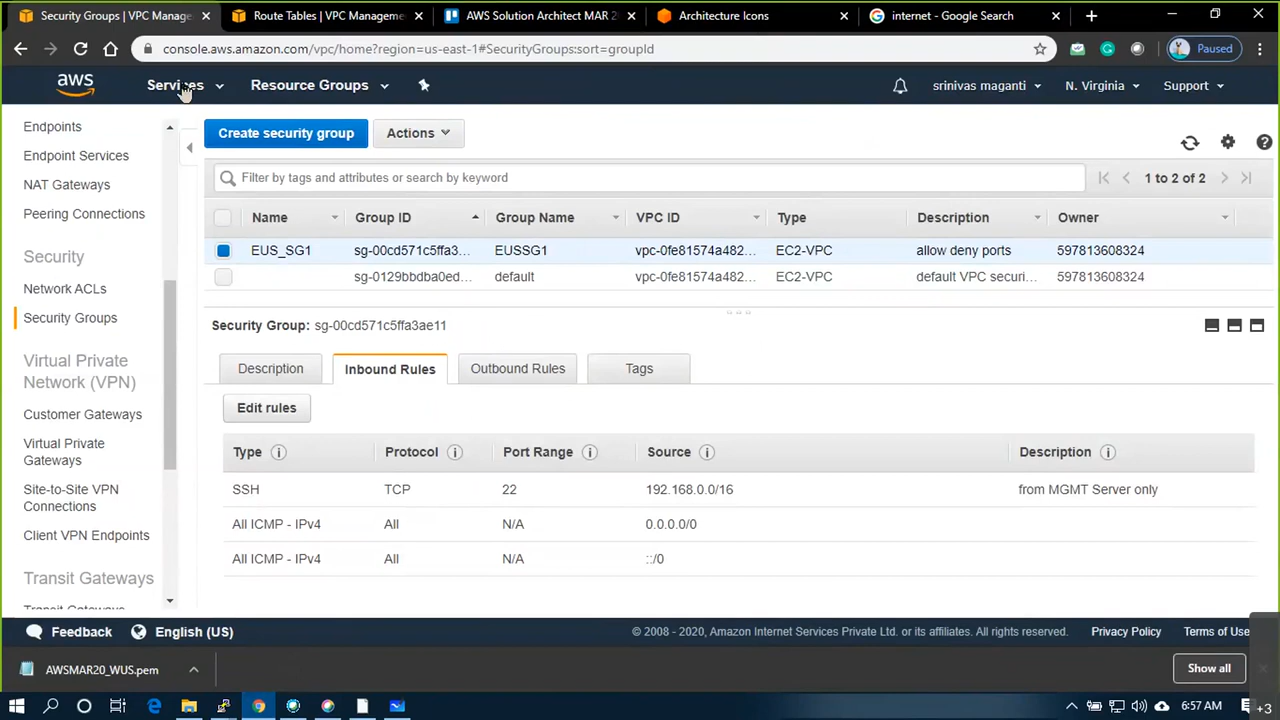 Security Groups | VPC Manage
Route Tables | VPC Manageme
AWS Solution Architect MAR 20
Architecture Icons
internet - Google Search
console.aws.amazon.com/vpc/home?region=us-east-1#SecurityGroups:sort=groupId
Paused
aws
Services
Resource Groups
srinivas maganti
N. Virginia
Support
Endpoints
Endpoint Services
NAT Gateways
Peering Connections
Security
Network ACLs
Security Groups
Virtual Private
Network (VPN)
Customer Gateways
Virtual Private
Gateways
Site-to-Site VPN
Connections
Client VPN Endpoints
Transit Gateways
Transit Gateways
Create security group
Actions
Filter by tags and attributes or search by keyword
1 to 2 of 2
Name Group ID Group Name VPC ID Type Description Owner
EUS_SG1 sg-00cd571c5ffa3... EUSSG1 vpc-0fe81574a482... EC2-VPC allow deny ports 597813608324
sg-0129bbdba0ed... default vpc-0fe81574a482... EC2-VPC default VPC securi... 597813608324
Security Group: sg-00cd571c5ffa3ae11
Description
Inbound Rules
Outbound Rules
Tags
Edit rules
Type Protocol Port Range Source Description
SSH TCP 22 192.168.0.0/16 from MGMT Server only
All ICMP - IPv4 All N/A 0.0.0.0/0
All ICMP - IPv4 All N/A ::/0
Feedback
English (US)
© 2008 - 2020, Amazon Internet Services Private Ltd. or its affiliates. All rights reserved.
Privacy Policy
Terms of Use
AWSMAR20_WUS.pem
Show all
6:57 AM
+3